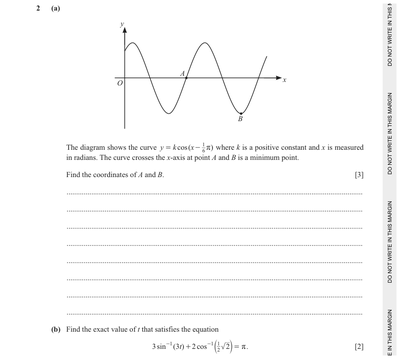 2 (a)
y
A
O
x
B
The diagram shows the curve y = k cos(x − 1/6 π) where k is a positive constant and x is measured
in radians. The curve crosses the x-axis at point A and B is a minimum point.
Find the coordinates of A and B. [3]
(b) Find the exact value of t that satisfies the equation
3 sin⁻¹(3t) + 2 cos⁻¹(1/2 √2) = π. [2]
DO NOT WRITE IN THIS M
DO NOT WRITE IN THIS MARGIN
DO NOT WRITE IN THIS MARGIN
E IN THIS MARGIN